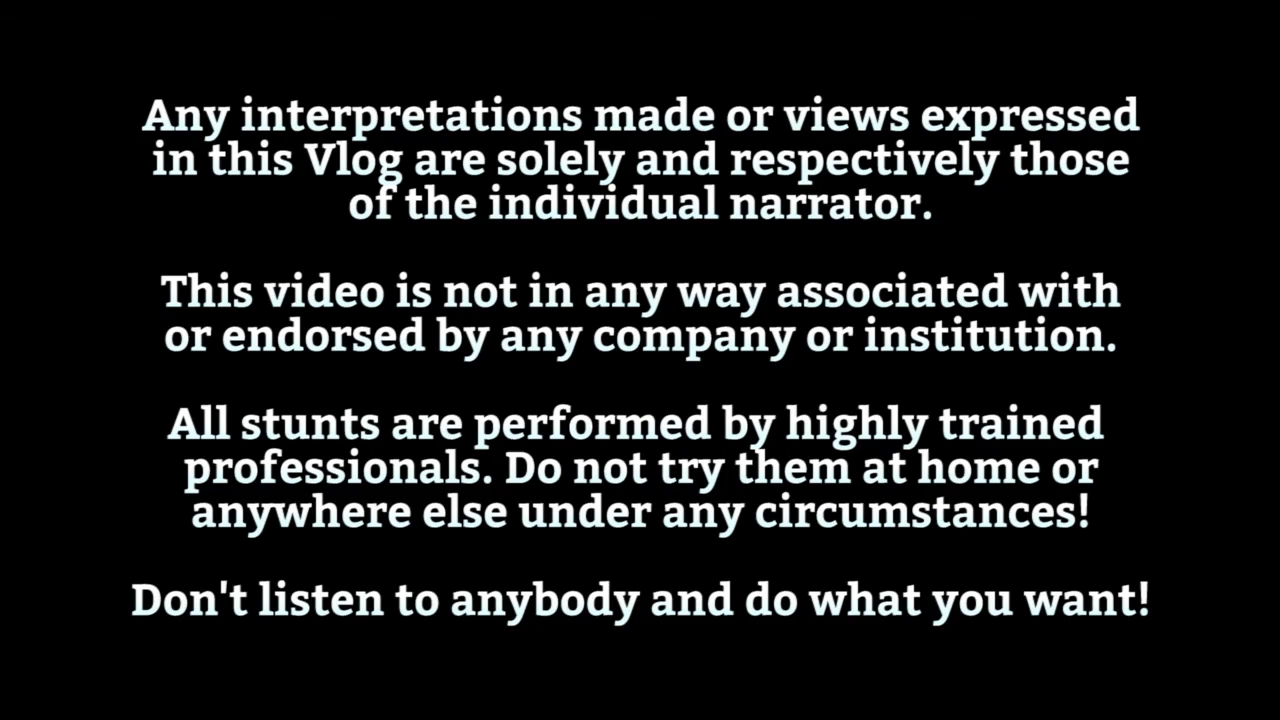 Any interpretations made or views expressed
in this Vlog are solely and respectively those
of the individual narrator.
This video is not in any way associated with
or endorsed by any company or institution.
All stunts are performed by highly trained
professionals. Do not try them at home or
anywhere else under any circumstances!
Don't listen to anybody and do what you want!